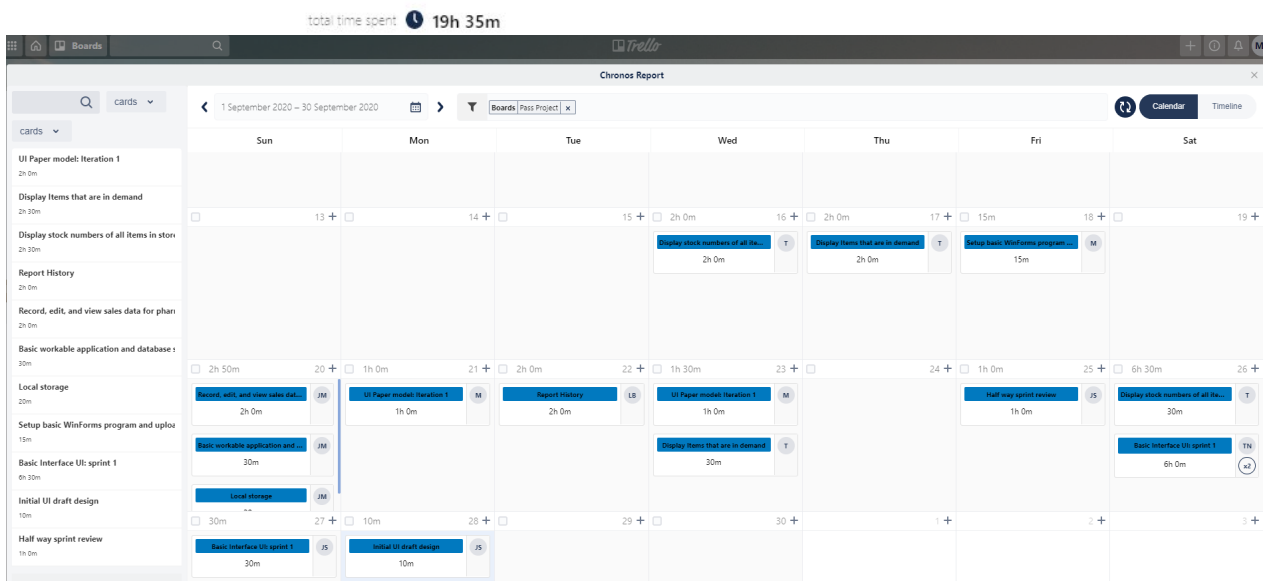 total time spent 19h 35m
Boards
Trello
M
Chronos Report
cards
1 September 2020 – 30 September 2020
Boards Pass Project x
Calendar Timeline
cards
Sun Mon Tue Wed Thu Fri Sat
UI Paper model: Iteration 1
2h 0m
Display Items that are in demand
2h 30m
Display stock numbers of all items in store
2h 30m
Report History
2h 0m
Record, edit, and view sales data for phar
2h 0m
Basic workable application and database s
30m
Local storage
20m
Setup basic WinForms program and uploa
15m
Basic Interface UI: sprint 1
6h 30m
Initial UI draft design
10m
Half way sprint review
1h 0m
13 + 14 + 15 + 2h 0m 16 + 2h 0m 17 + 15m 18 + 19 +
Display stock numbers of all ite... T Display Items that are in demand T Setup basic WinForms program ... M
2h 0m 2h 0m 15m
2h 50m 20 + 1h 0m 21 + 2h 0m 22 + 1h 30m 23 + 24 + 1h 0m 25 + 6h 30m 26 +
Record, edit, and view sales dat... JM UI Paper model: Iteration 1 M Report History LB UI Paper model: Iteration 1 M Half way sprint review JS Display stock numbers of all ite... T
2h 0m 1h 0m 2h 0m 1h 0m 1h 0m 30m
Basic workable application and ... JM Display Items that are in demand T Basic Interface UI: sprint 1 TN
30m 30m 6h 0m x2
Local storage JM
30m 27 + 10m 28 + 29 + 30 + 1 + 2 + 3 +
Basic Interface UI: sprint 1 JS Initial UI draft design JS
30m 10m